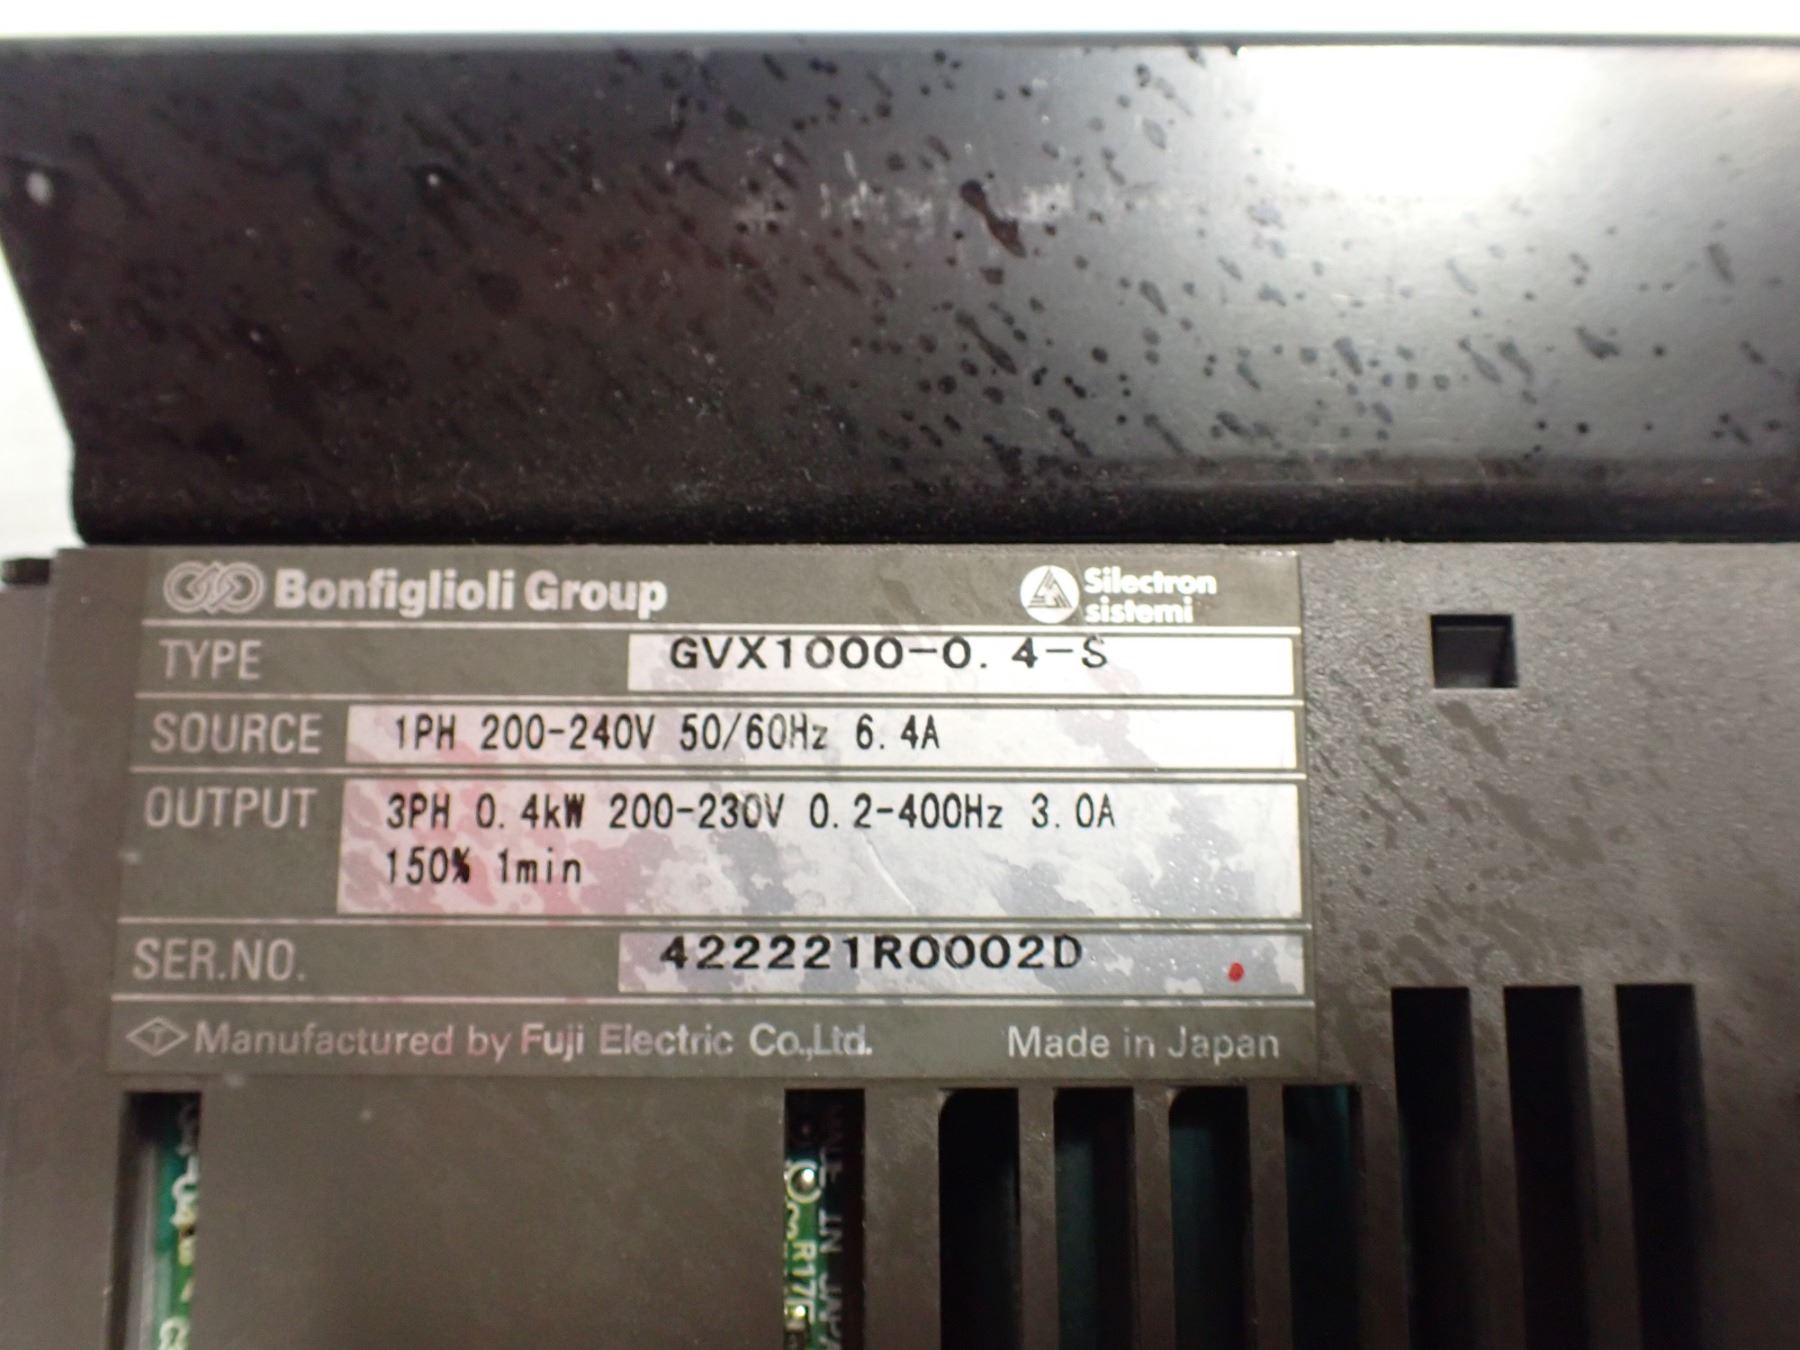 Bonfiglioli Group
Silectron
sistemi
TYPE GVX1000-0.4-S
SOURCE 1PH 200-240V 50/60Hz 6.4A
OUTPUT 3PH 0.4kW 200-230V 0.2-400Hz 3.0A
150% 1min
SER.NO. 422221R0002D
Manufactured by Fuji Electric Co.,Ltd. Made in Japan